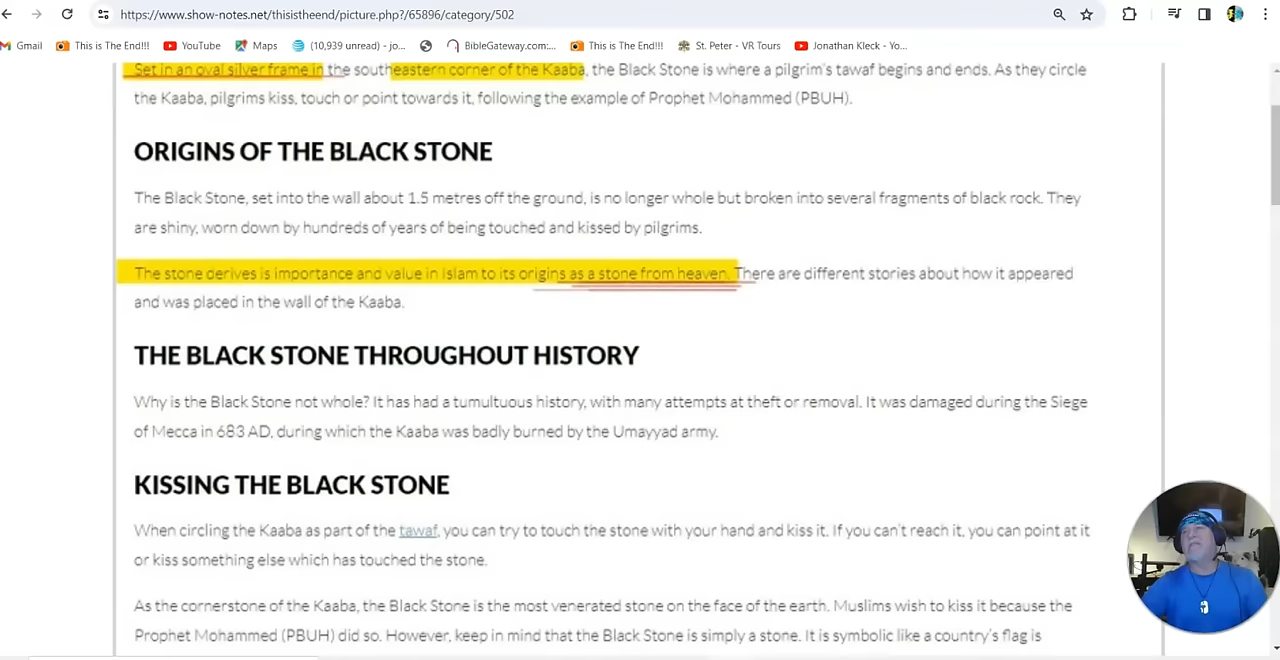 https://www.show-notes.net/thisistheend/picture.php?/65896/category/502
Gmail This is The End!!! YouTube Maps (10,939 unread) - jo... BibleGateway.com:... This is The End!!! St. Peter - VR Tours Jonathan Kleck - Yo...
Set in an oval silver frame in the southeastern corner of the Kaaba, the Black Stone is where a pilgrim's tawaf begins and ends. As they circle
the Kaaba, pilgrims kiss, touch or point towards it, following the example of Prophet Mohammed (PBUH).
ORIGINS OF THE BLACK STONE
The Black Stone, set into the wall about 1.5 metres off the ground, is no longer whole but broken into several fragments of black rock. They
are shiny, worn down by hundreds of years of being touched and kissed by pilgrims.
The stone derives is importance and value in Islam to its origins as a stone from heaven. There are different stories about how it appeared
and was placed in the wall of the Kaaba.
THE BLACK STONE THROUGHOUT HISTORY
Why is the Black Stone not whole? It has had a tumultuous history, with many attempts at theft or removal. It was damaged during the Siege
of Mecca in 683 AD, during which the Kaaba was badly burned by the Umayyad army.
KISSING THE BLACK STONE
When circling the Kaaba as part of the tawaf, you can try to touch the stone with your hand and kiss it. If you can't reach it, you can point at it
or kiss something else which has touched the stone.
As the cornerstone of the Kaaba, the Black Stone is the most venerated stone on the face of the earth. Muslims wish to kiss it because the
Prophet Mohammed (PBUH) did so. However, keep in mind that the Black Stone is simply a stone. It is symbolic like a country's flag is